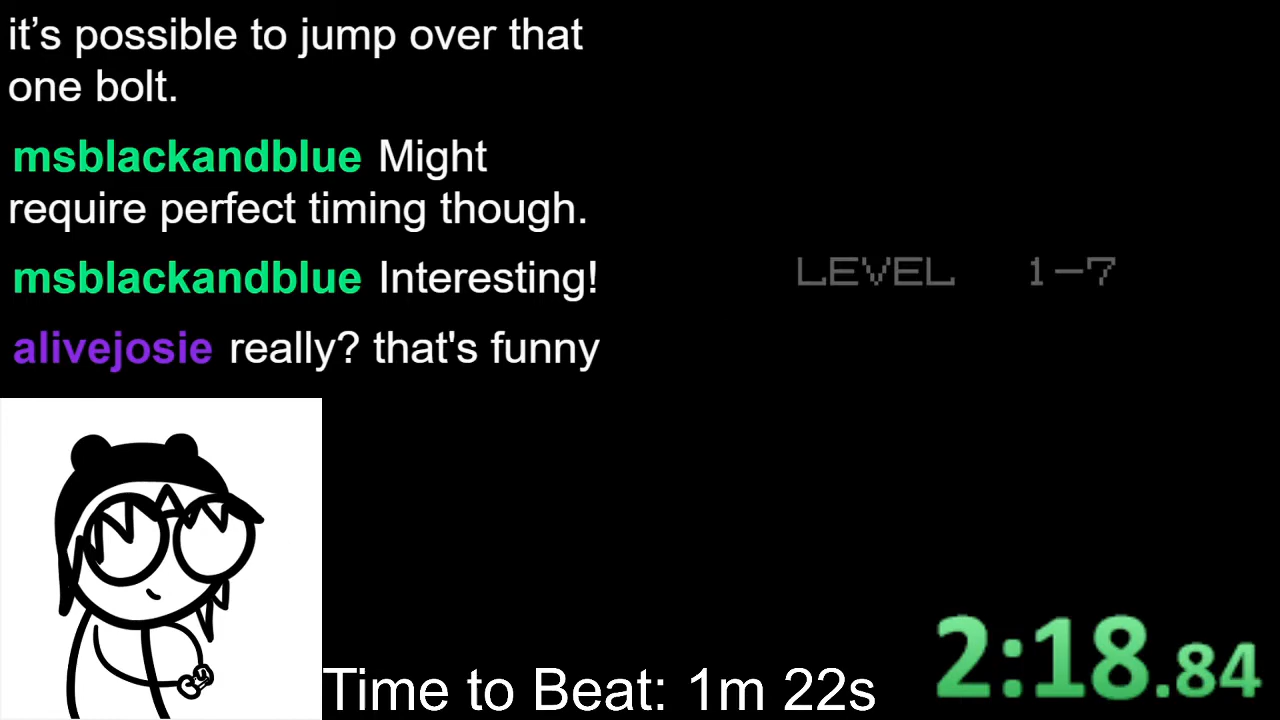 it’s possible to jump over that
one bolt.
msblackandblue Might
require perfect timing though.
msblackandblue Interesting!
alivejosie really? that's funny
LEVEL 1-7
Time to Beat: 1m 22s
2:18.84